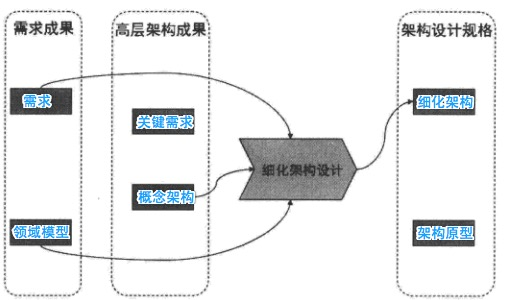 需求成果
高层架构成果
架构设计规格
需求
细化架构
关键需求
细化架构设计
概念架构
领域模型
架构原型